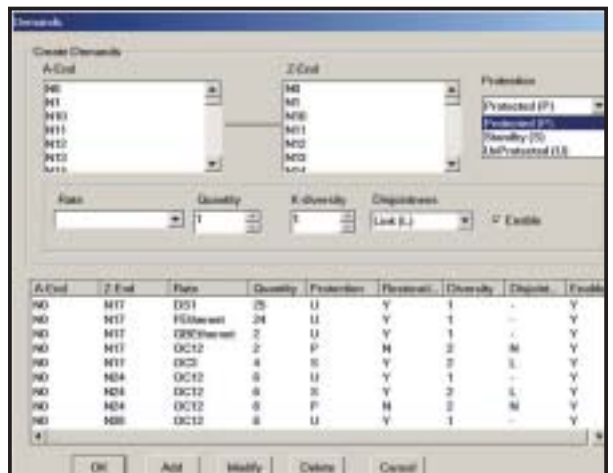 Demands
Create Demands
A-End Z-End
Protection
N0 N0
N1 N1
N10 N10
N11 N11
N12 N12
N13 N13
Protected (P)
Protected (P)
Standby (S)
UnProtected (U)
Rate Quantity K-diversity Disjointness
1 1 Link (L) Enable
A-End Z-End Rate Quantity Protection Restorati... Diversity Disjoint... Enable
N0 N17 DS1 25 U Y 1 - Y
N0 N17 FEthernet 24 U Y 1 - Y
N0 N17 GBEthernet 2 U Y 1 - Y
N0 N17 OC12 2 P N 2 N Y
N0 N17 OC3 4 S Y 2 L Y
N0 N24 OC12 6 U Y 1 - Y
N0 N24 OC12 6 S Y 2 L Y
N0 N24 OC12 6 P N 2 N Y
N0 OC12 6 U Y 1 - Y
OK Add Modify Delete Cancel